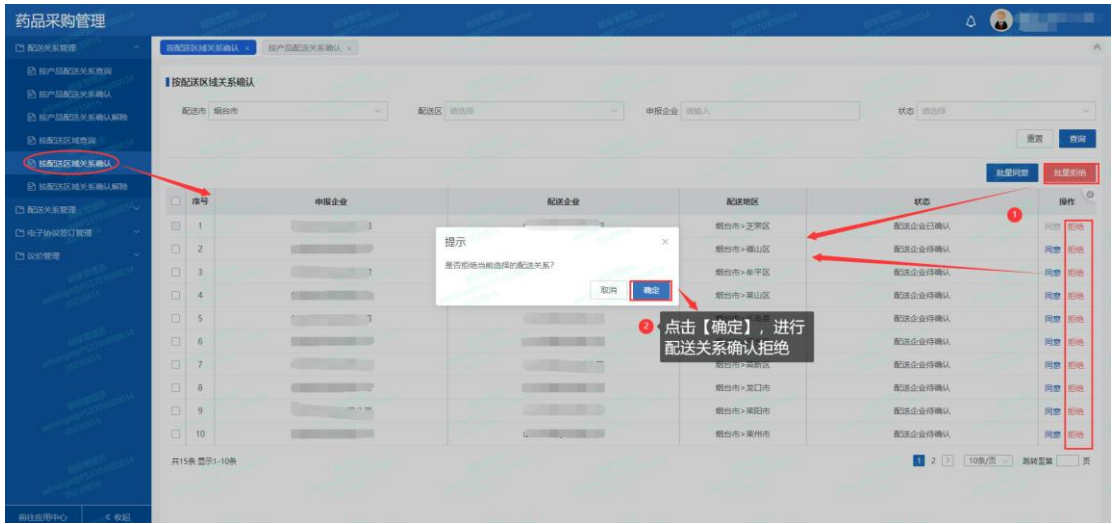 药品采购管理
配送关系管理
按产品配送关系查询
按产品配送关系确认
按产品配送关系确认解除
按配送区域查询
按配送区域关系确认
按配送区域关系确认解除
配送关系管理
电子协议签订管理
议价管理
前往应用中心 《 收起
按配送区域关系确认 × 按产品配送关系确认 ×
按配送区域关系确认
配送市 烟台市 配送区 请选择 申报企业 请输入 状态 请选择
重置 查询
批量同意 批量拒绝
序号 申报企业 配送企业 配送地区 状态 操作
1 烟台市>芝罘区 配送企业已确认 同意 拒绝
2 烟台市>福山区 配送企业待确认 同意 拒绝
3 烟台市>牟平区 配送企业待确认 同意 拒绝
4 烟台市>莱山区 配送企业待确认 同意 拒绝
5 配送企业待确认 同意 拒绝
6 配送企业待确认 同意 拒绝
7 烟台市>高新区 配送企业待确认 同意 拒绝
8 烟台市>龙口市 配送企业待确认 同意 拒绝
9 烟台市>莱阳市 配送企业待确认 同意 拒绝
10 烟台市>莱州市 配送企业待确认 同意 拒绝
共15条 显示1-10条
1 2 > 10条/页 跳转至第 页
提示 ×
是否拒绝当前选择的配送关系?
取消 确定
1
2 点击【确定】，进行
配送关系确认拒绝